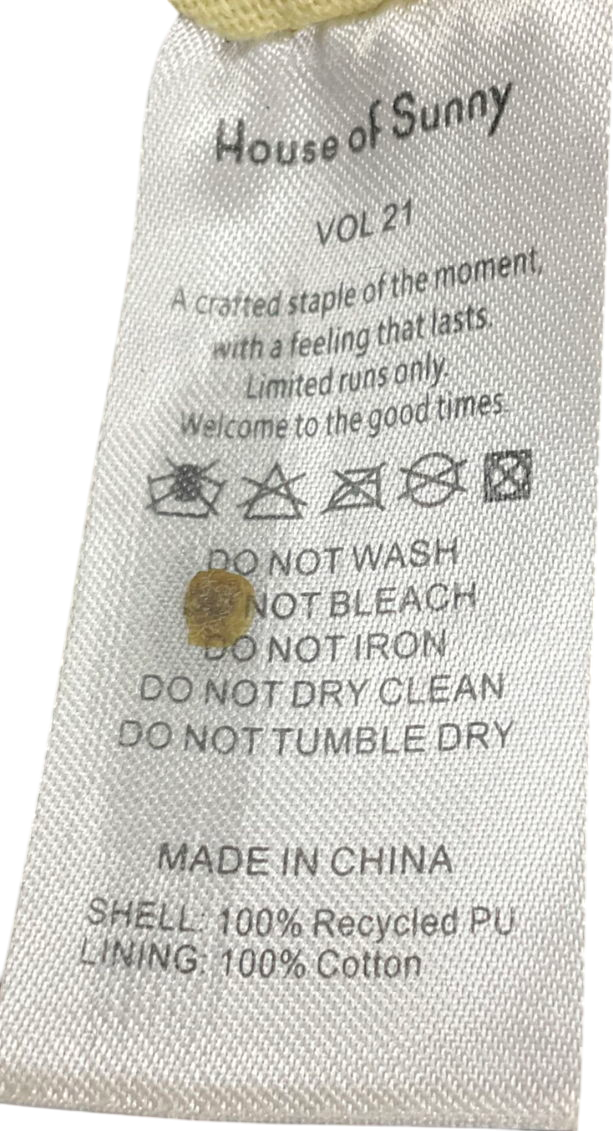 House of Sunny
VOL 21
A crafted staple of the moment,
with a feeling that lasts.
Limited runs only.
Welcome to the good times
DO NOT WASH
NOT BLEACH
DO NOT IRON
DO NOT DRY CLEAN
DO NOT TUMBLE DRY
MADE IN CHINA
SHELL: 100% Recycled PU
LINING: 100% Cotton